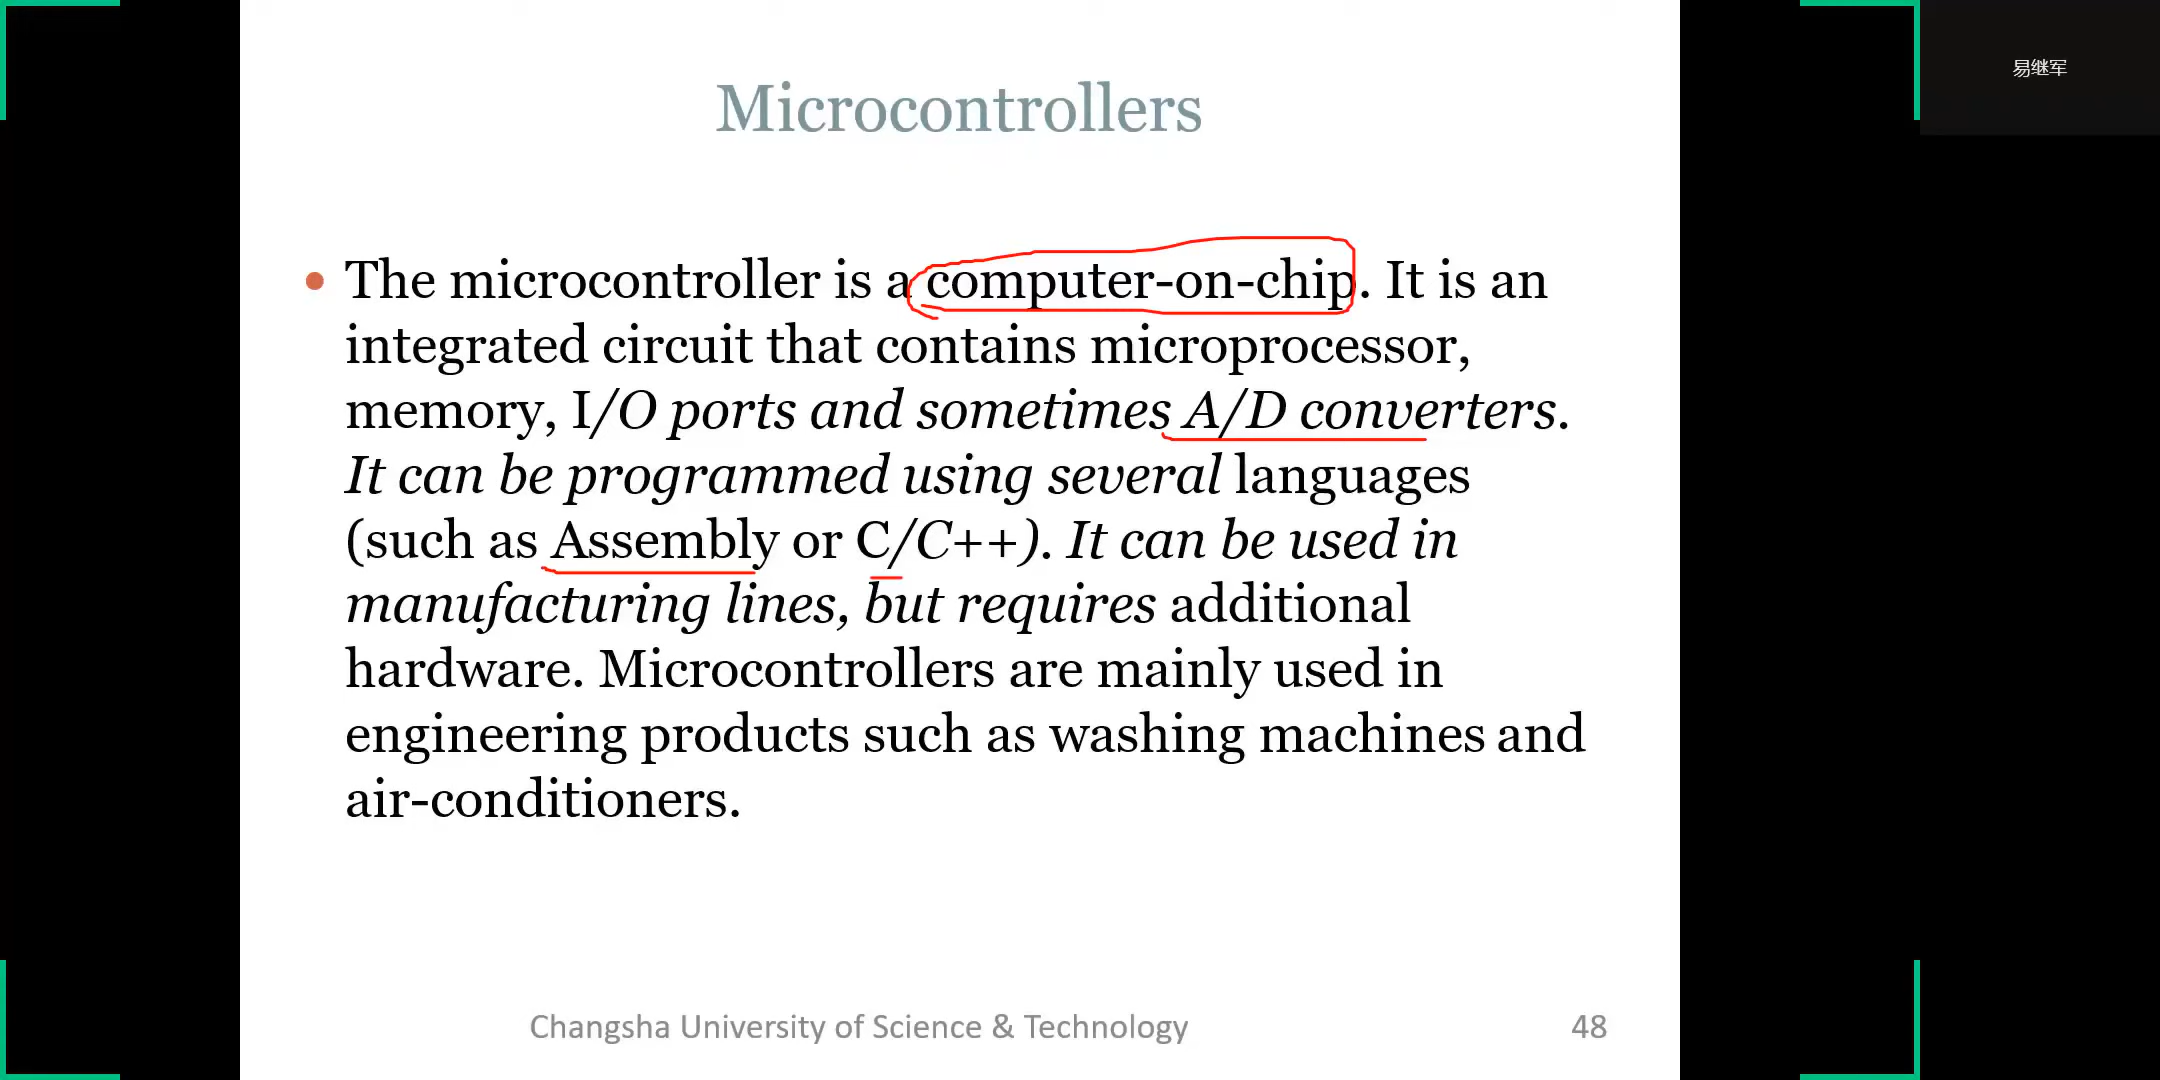 易继军
Microcontrollers
• The microcontroller is a computer-on-chip. It is an
integrated circuit that contains microprocessor,
memory, I/O ports and sometimes A/D converters.
It can be programmed using several languages
(such as Assembly or C/C++). It can be used in
manufacturing lines, but requires additional
hardware. Microcontrollers are mainly used in
engineering products such as washing machines and
air-conditioners.
Changsha University of Science & Technology
48